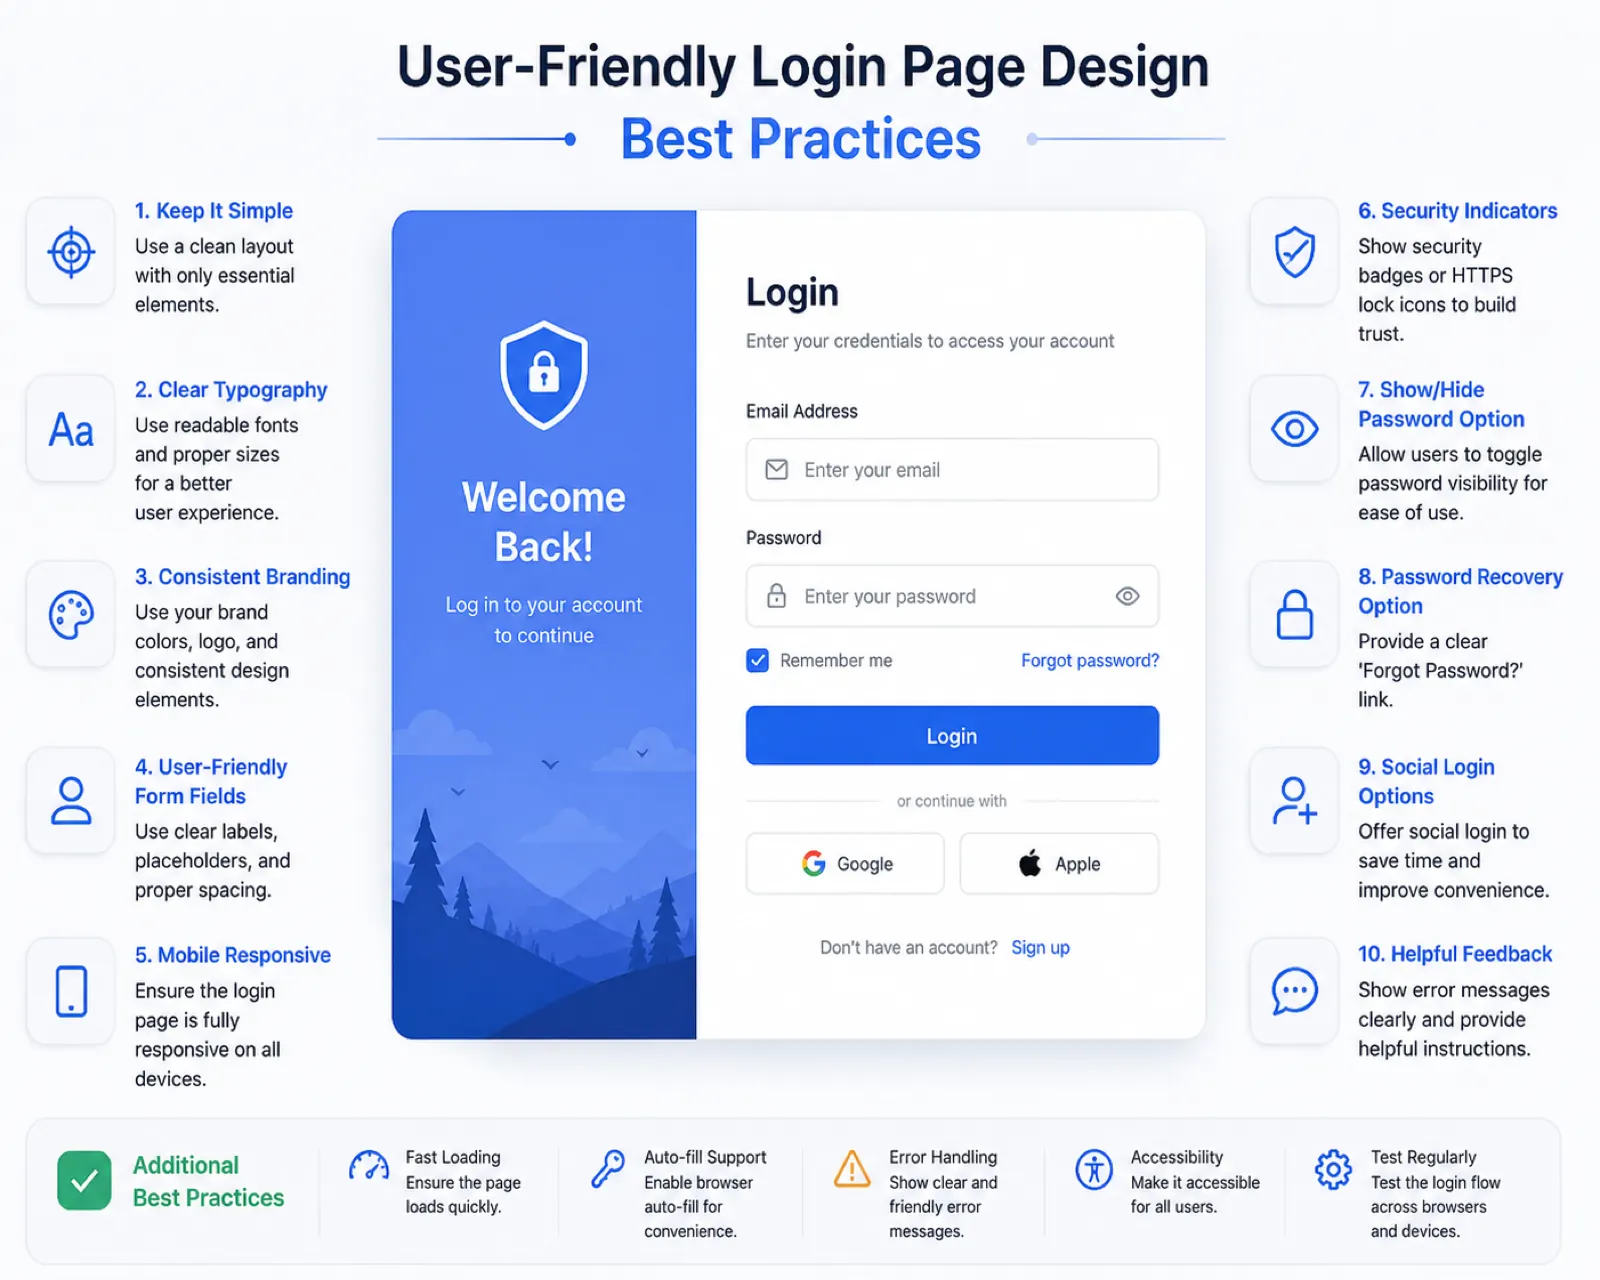 User-Friendly Login Page Design
Best Practices
1. Keep It Simple
Use a clean layout
with only essential
elements.
2. Clear Typography
Aa
Use readable fonts
and proper sizes
for a better
user experience.
3. Consistent Branding
Use your brand
colors, logo, and
consistent design
elements.
4. User-Friendly
Form Fields
Use clear labels,
placeholders, and
proper spacing.
5. Mobile Responsive
Ensure the login
page is fully
responsive on all
devices.
Welcome
Back!
Log in to your account
to continue
Login
Enter your credentials to access your account
Email Address
Enter your email
Password
Enter your password
Remember me
Forgot password?
Login
or continue with
Google
Apple
Don't have an account? Sign up
6. Security Indicators
Show security
badges or HTTPS
lock icons to build
trust.
7. Show/Hide
Password Option
Allow users to toggle
password visibility for
ease of use.
8. Password Recovery
Option
Provide a clear
'Forgot Password?'
link.
9. Social Login
Options
Offer social login to
save time and
improve convenience.
10. Helpful Feedback
Show error messages
clearly and provide
helpful instructions.
Additional
Best Practices
Fast Loading
Ensure the page
loads quickly.
Auto-fill Support
Enable browser
auto-fill for
convenience.
Error Handling
Show clear and
friendly error
messages.
Accessibility
Make it accessible
for all users.
Test Regularly
Test the login flow
across browsers
and devices.